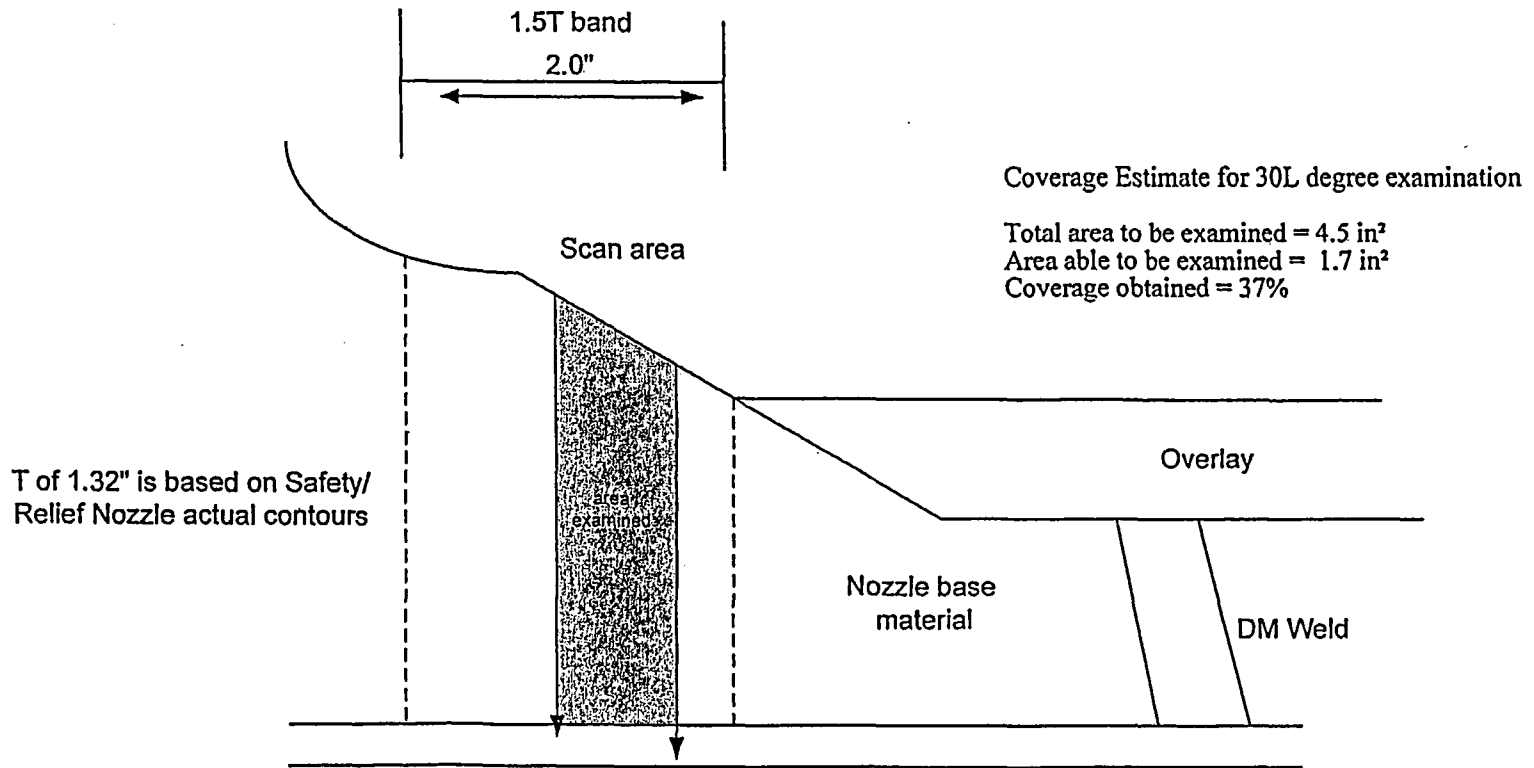 1.5T band
2.0"
Coverage Estimate for 30L degree examination
Total area to be examined = 4.5 in²
Area able to be examined = 1.7 in²
Coverage obtained = 37%
Scan area
T of 1.32" is based on Safety/
Relief Nozzle actual contours
area
examined
Overlay
Nozzle base
material
DM Weld